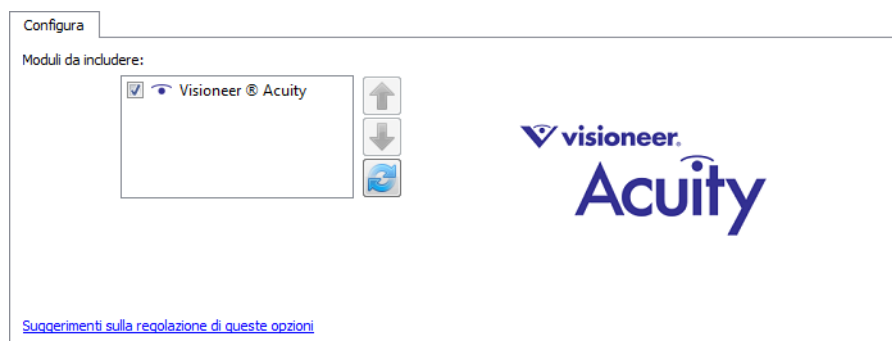 Configura
Moduli da includere:
Visioneer ® Acuity
visioneer.
Acuity
Suggerimenti sulla regolazione di queste opzioni